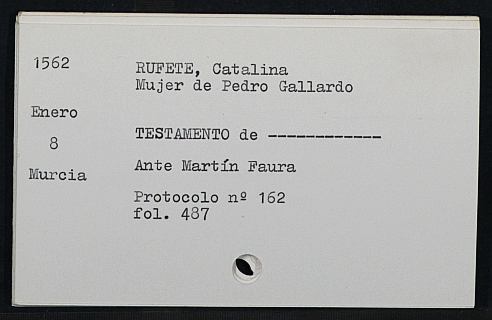 1562
RUFETE, Catalina
Mujer de Pedro Gallardo
Enero
8
TESTAMENTO de ------------
Murcia
Ante Martín Faura
Protocolo nº 162
fol. 487